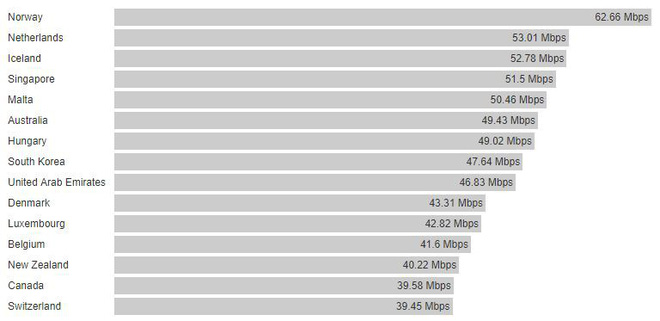 Norway 62.66 Mbps
Netherlands 53.01 Mbps
Iceland 52.78 Mbps
Singapore 51.5 Mbps
Malta 50.46 Mbps
Australia 49.43 Mbps
Hungary 49.02 Mbps
South Korea 47.64 Mbps
United Arab Emirates 46.83 Mbps
Denmark 43.31 Mbps
Luxembourg 42.82 Mbps
Belgium 41.6 Mbps
New Zealand 40.22 Mbps
Canada 39.58 Mbps
Switzerland 39.45 Mbps